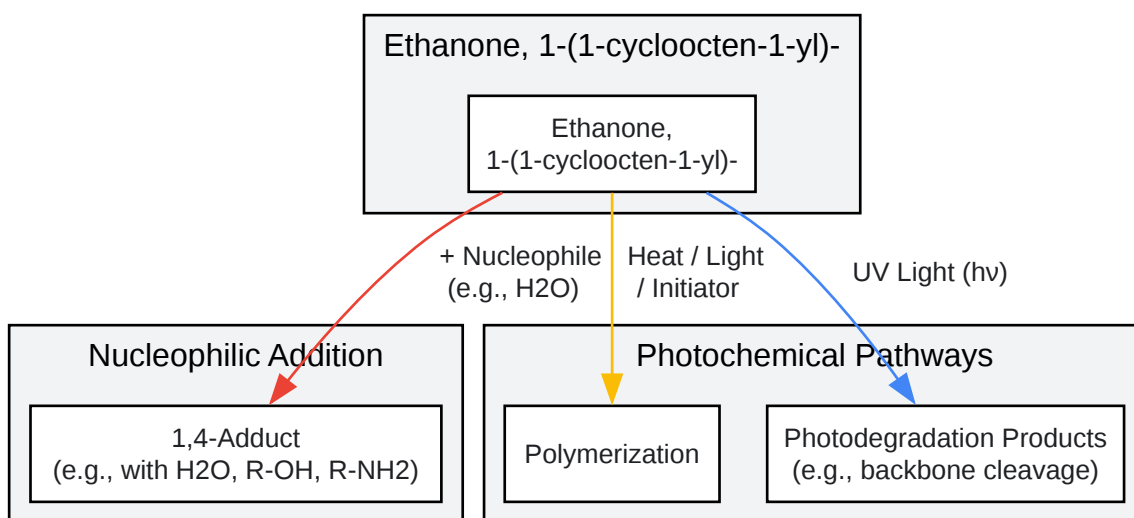 Ethanone, 1-(1-cycloocten-1-yl)-
Ethanone,
1-(1-cycloocten-1-yl)-
+ Nucleophile
(e.g., H2O)
Heat / Light
/ Initiator
UV Light (hν)
Nucleophilic Addition
1,4-Adduct
(e.g., with H2O, R-OH, R-NH2)
Photochemical Pathways
Polymerization
Photodegradation Products
(e.g., backbone cleavage)